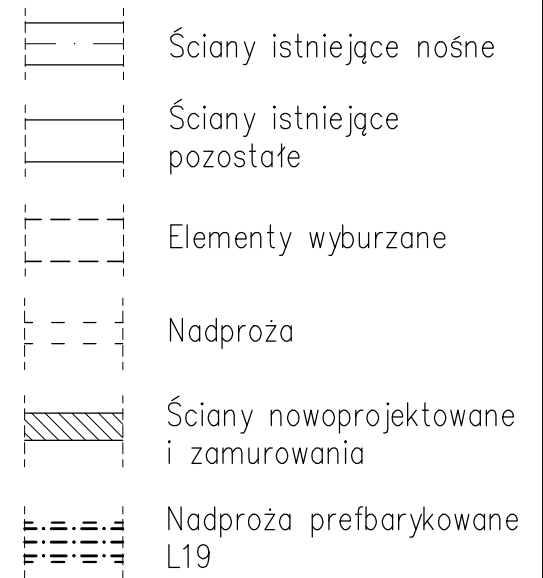 Ściany istniejące nośne
Ściany istniejące
pozostałe
Elementy wyburzane
Nadproża
Ściany nowoprojektowane
i zamurowania
Nadproża prefbarykowane
L19